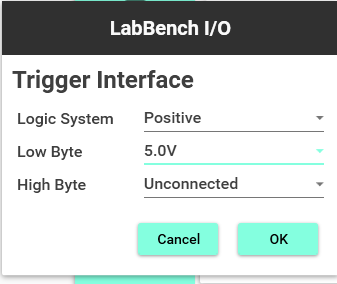 LabBench I/O
Trigger Interface
Logic System Positive
Low Byte 5.0V
High Byte Unconnected
Cancel OK